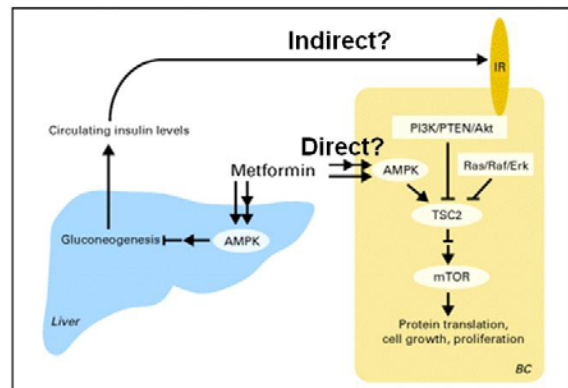 Indirect?
IR
PI3K/PTEN/Akt
Circulating insulin levels
Direct?
Ras/Raf/Erk
Metformin
AMPK
TSC2
Gluconeogenesis
AMPK
mTOR
Liver
Protein translation,
cell growth, proliferation
BC